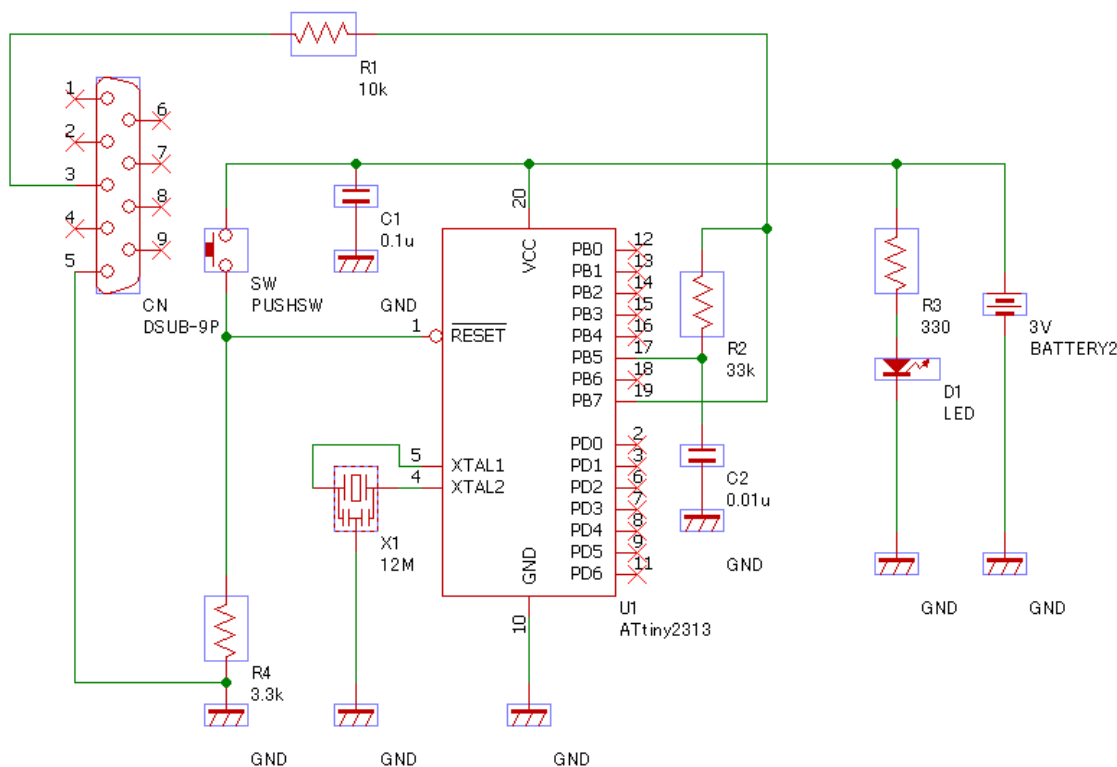 R1
10k
1
2
3
4
5
6
7
8
9
CN
DSUB-9P
SW
PUSHSW
C1
0.1u
GND
20
VCC
1
RESET
5
XTAL1
4
XTAL2
GND
10
PB0 12
PB1 13
PB2 14
PB3 15
PB4 16
PB5 17
PB6 18
PB7 19
PD0 2
PD1 3
PD2 6
PD3 7
PD4 8
PD5 9
PD6 11
U1
ATtiny2313
R2
33k
C2
0.01u
GND
R3
330
D1
LED
GND
3V
BATTERY2
GND
X1
12M
R4
3.3k
GND
GND
GND